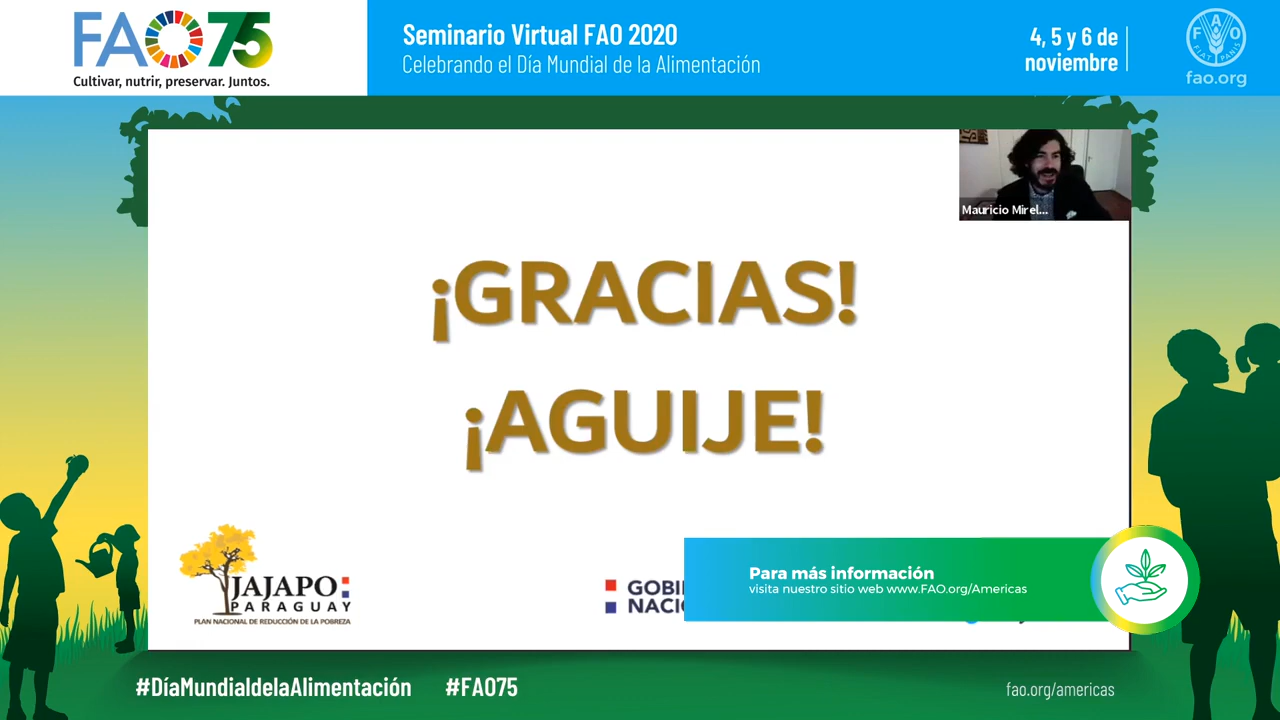 FAO75
Cultivar, nutrir, preservar. Juntos.
Seminario Virtual FAO 2020
Celebrando el Día Mundial de la Alimentación
4, 5 y 6 de
noviembre
F A O
FIAT PANIS
fao.org
Mauricio Mirel...
¡GRACIAS!
¡AGUIJE!
JAJAPO:
PARAGUAY
PLAN NACIONAL DE REDUCCIÓN DE LA POBREZA
Para más información
visita nuestro sitio web www.FAO.org/Americas
#DíaMundialdelaAlimentación
#FAO75
fao.org/americas